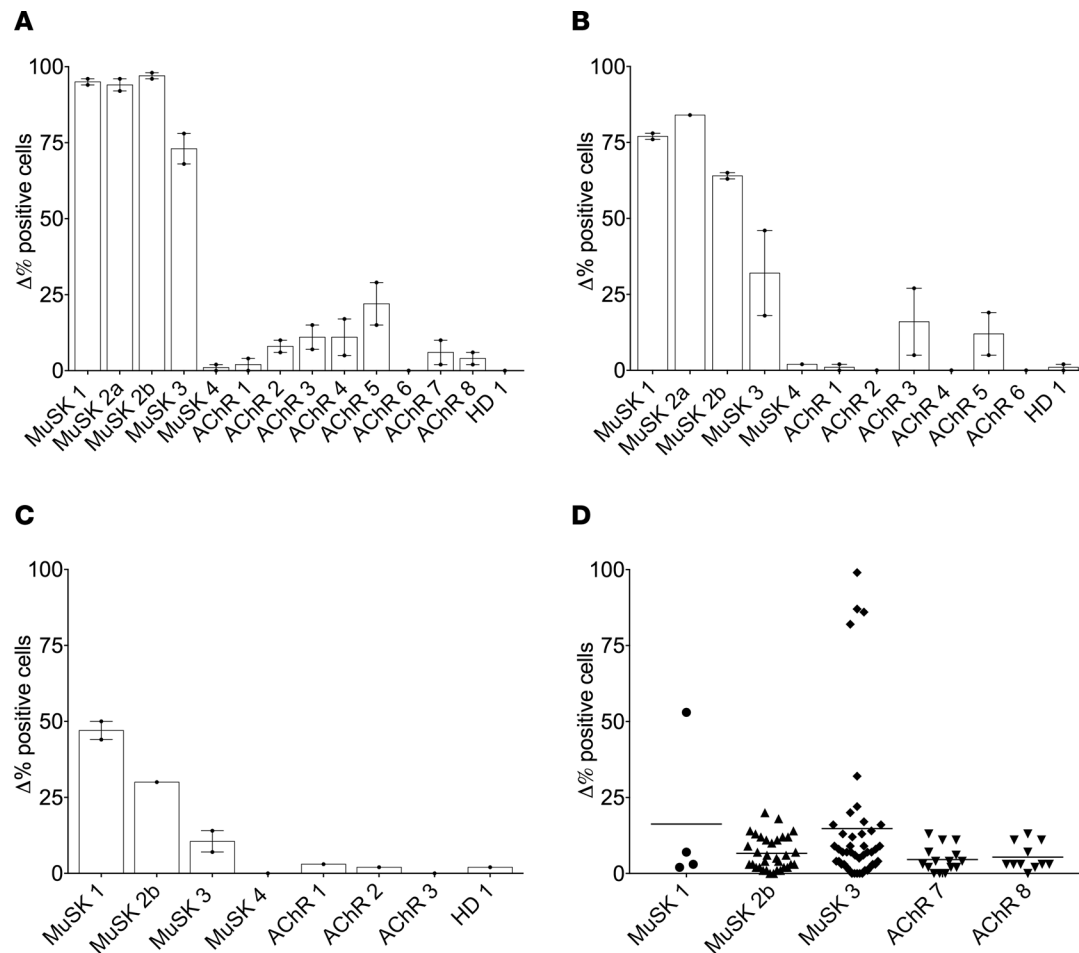 A
Δ% positive cells
100
75
50
25
0
MuSK 1
MuSK 2a
MuSK 2b
MuSK 3
MuSK 4
AChR 1
AChR 2
AChR 3
AChR 4
AChR 5
AChR 6
AChR 7
AChR 8
HD 1
B
Δ% positive cells
100
75
50
25
0
MuSK 1
MuSK 2a
MuSK 2b
MuSK 3
MuSK 4
AChR 1
AChR 2
AChR 3
AChR 4
AChR 5
AChR 6
HD 1
C
Δ% positive cells
100
75
50
25
0
MuSK 1
MuSK 2b
MuSK 3
MuSK 4
AChR 1
AChR 2
AChR 3
HD 1
D
Δ% positive cells
100
75
50
25
0
MuSK 1
MuSK 2b
MuSK 3
AChR 7
AChR 8